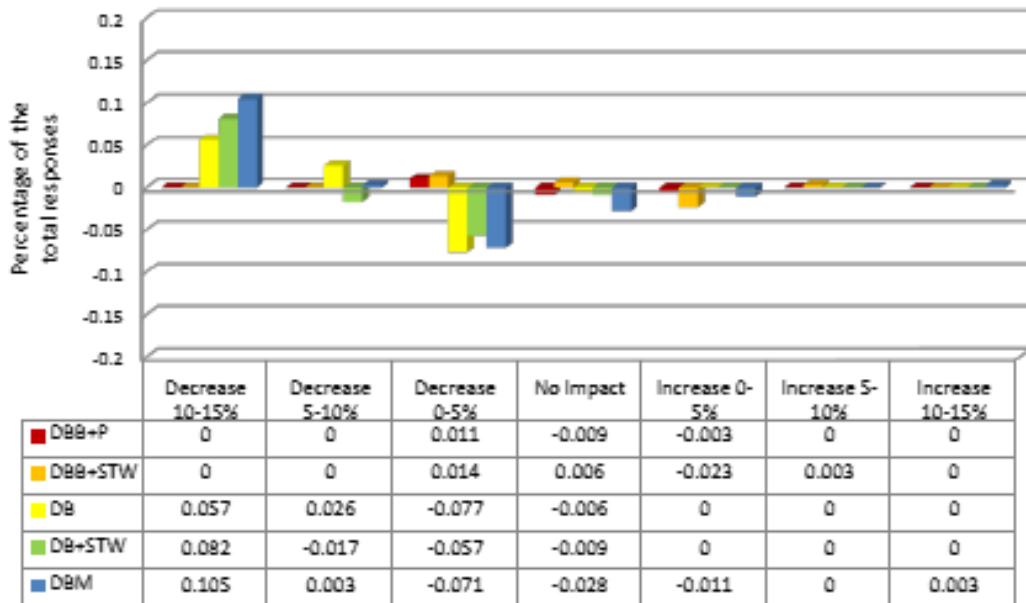 0.2
0.15
0.1
0.05
0
-0.05
-0.1
-0.15
-0.2
Percentage of the
total responses
Decrease 10-15% Decrease 5-10% Decrease 0-5% No Impact Increase 0-5% Increase 5-10% Increase 10-15%
DBB+P 0 0 0.011 -0.009 -0.003 0 0
DBB+STW 0 0 0.014 0.006 -0.023 0.003 0
DB 0.057 0.026 -0.077 -0.006 0 0 0
DB+STW 0.082 -0.017 -0.057 -0.009 0 0 0
DBM 0.105 0.003 -0.071 -0.028 -0.011 0 0.003